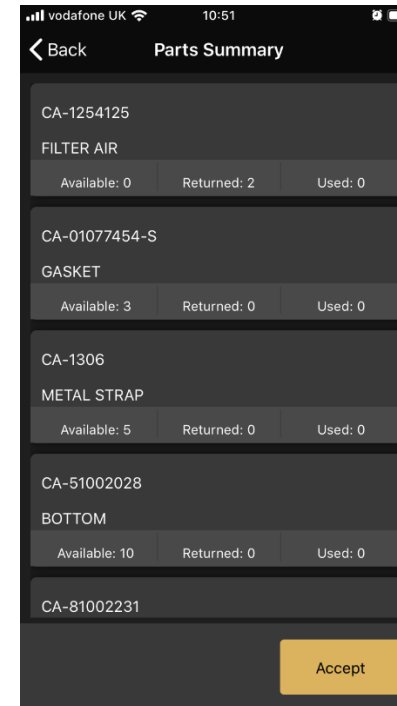 vodafone UK 10:51
Back Parts Summary
CA-1254125
FILTER AIR
Available: 0 Returned: 2 Used: 0
CA-01077454-S
GASKET
Available: 3 Returned: 0 Used: 0
CA-1306
METAL STRAP
Available: 5 Returned: 0 Used: 0
CA-51002028
BOTTOM
Available: 10 Returned: 0 Used: 0
CA-81002231
Accept